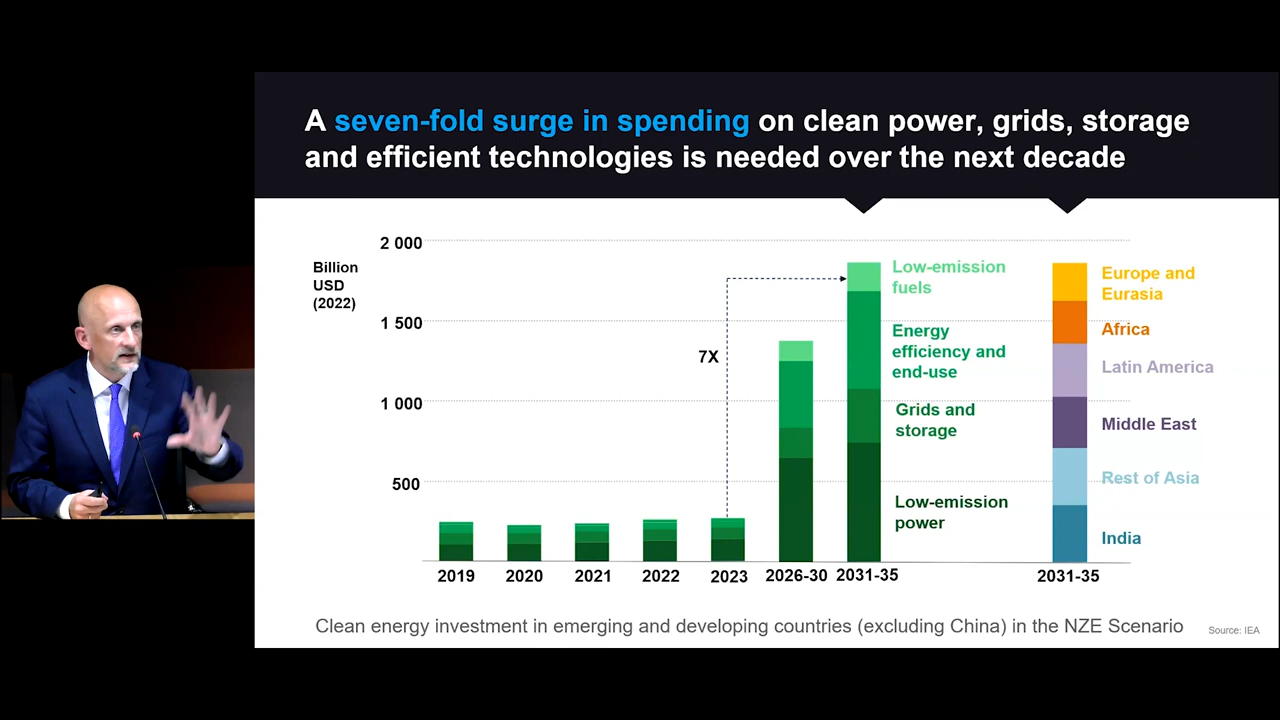 A seven-fold surge in spending on clean power, grids, storage
and efficient technologies is needed over the next decade
Billion
USD
(2022)
2 000
1 500
1 000
500
7X
Low-emission
fuels
Energy
efficiency and
end-use
Grids and
storage
Low-emission
power
Europe and
Eurasia
Africa
Latin America
Middle East
Rest of Asia
India
2019
2020
2021
2022
2023
2026-30
2031-35
2031-35
Clean energy investment in emerging and developing countries (excluding China) in the NZE Scenario
Source: IEA